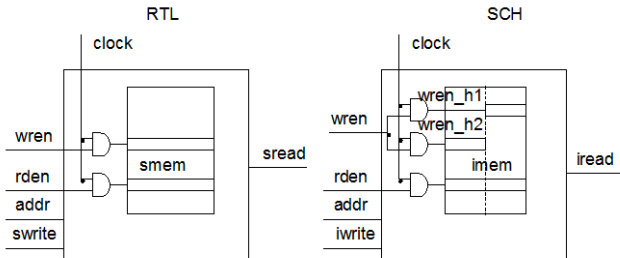 RTL
clock
wren
rden
addr
swrite
smem
sread
SCH
clock
wren_h1
wren
wren_h2
rden
addr
iwrite
imem
iread